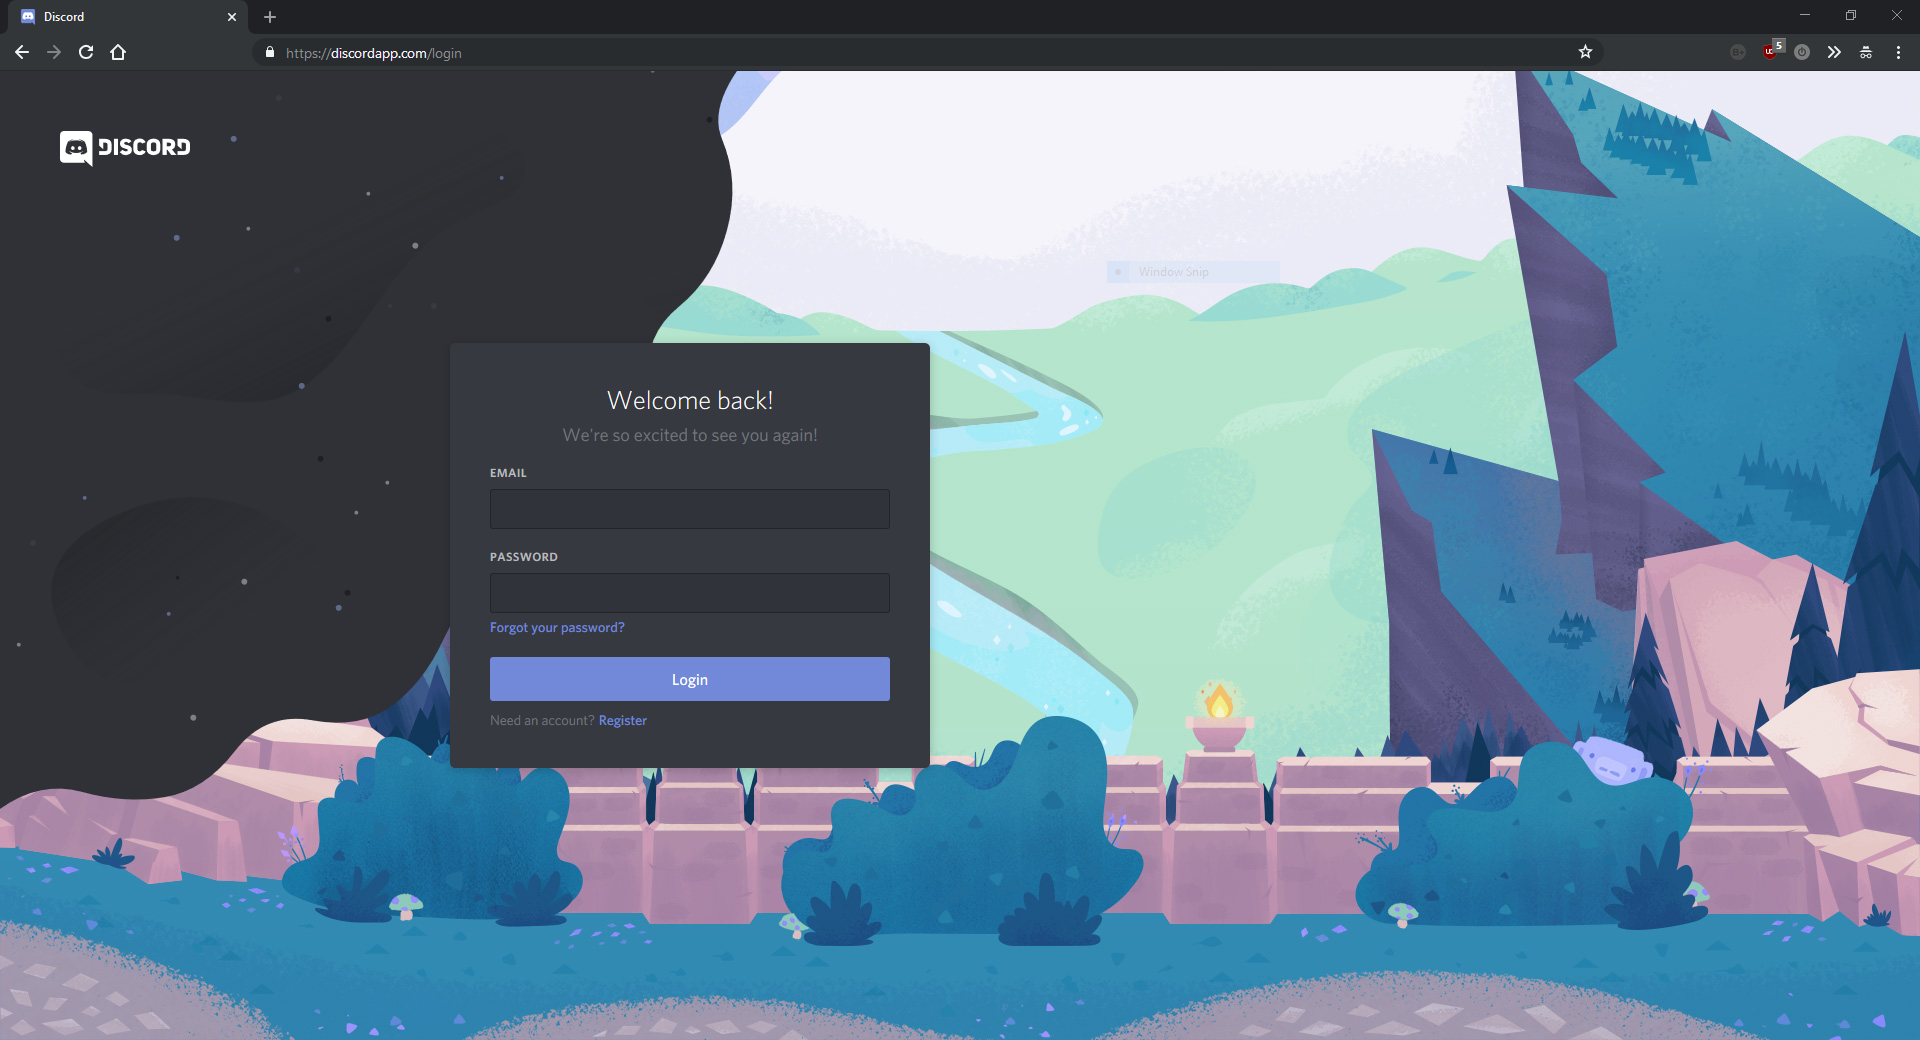 Discord
https://discordapp.com/login
5
DISCORD
Window Snip
Welcome back!
We're so excited to see you again!
EMAIL
PASSWORD
Forgot your password?
Login
Need an account? Register